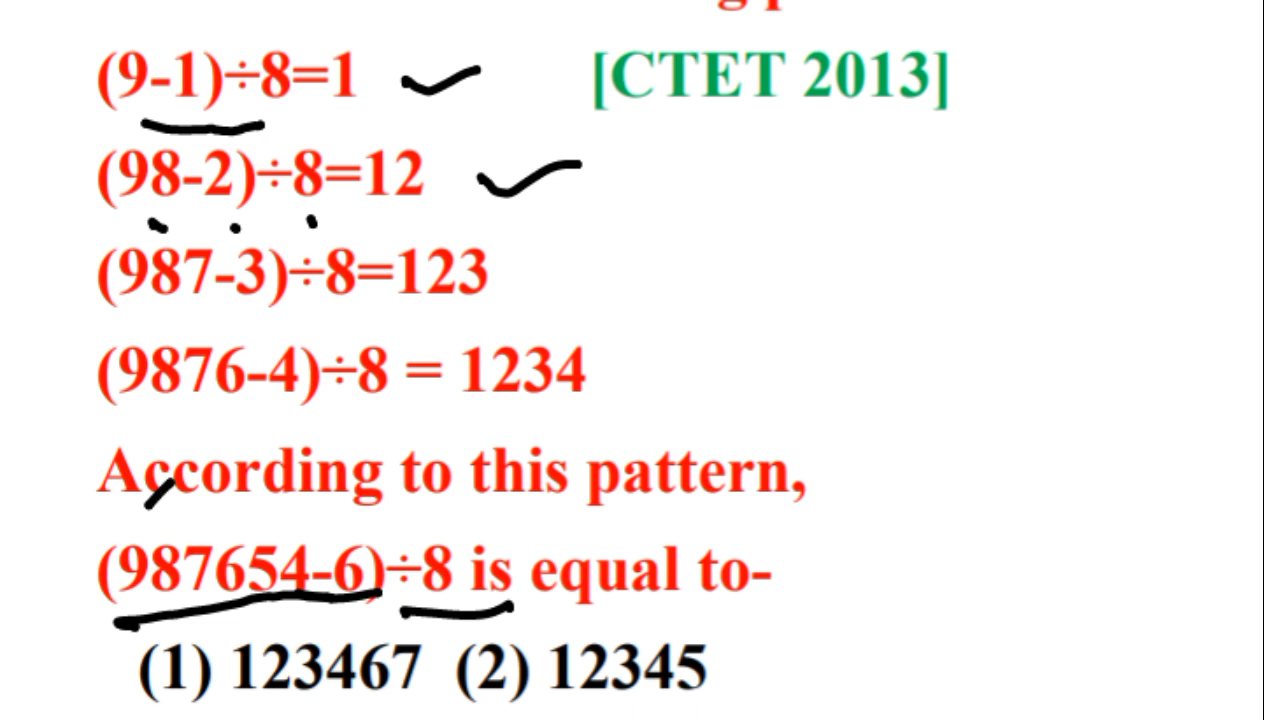 (9-1)÷8=1 [CTET 2013]
(98-2)÷8=12
(987-3)÷8=123
(9876-4)÷8 = 1234
According to this pattern,
(987654-6)÷8 is equal to-
(1) 123467 (2) 12345